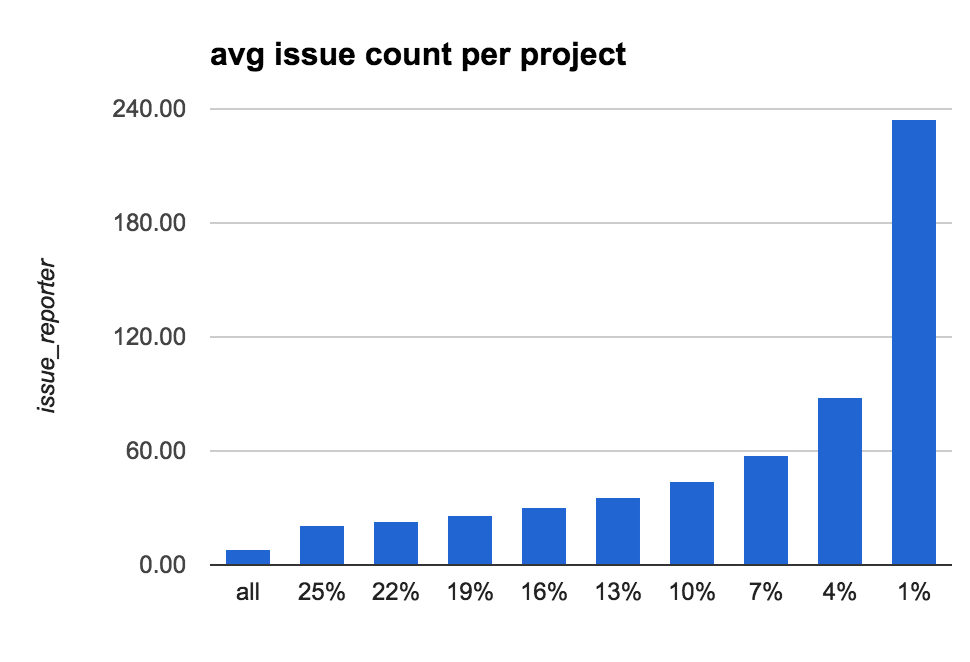 avg issue count per project
240.00
180.00
120.00
60.00
0.00
issue_reporter
all 25% 22% 19% 16% 13% 10% 7% 4% 1%